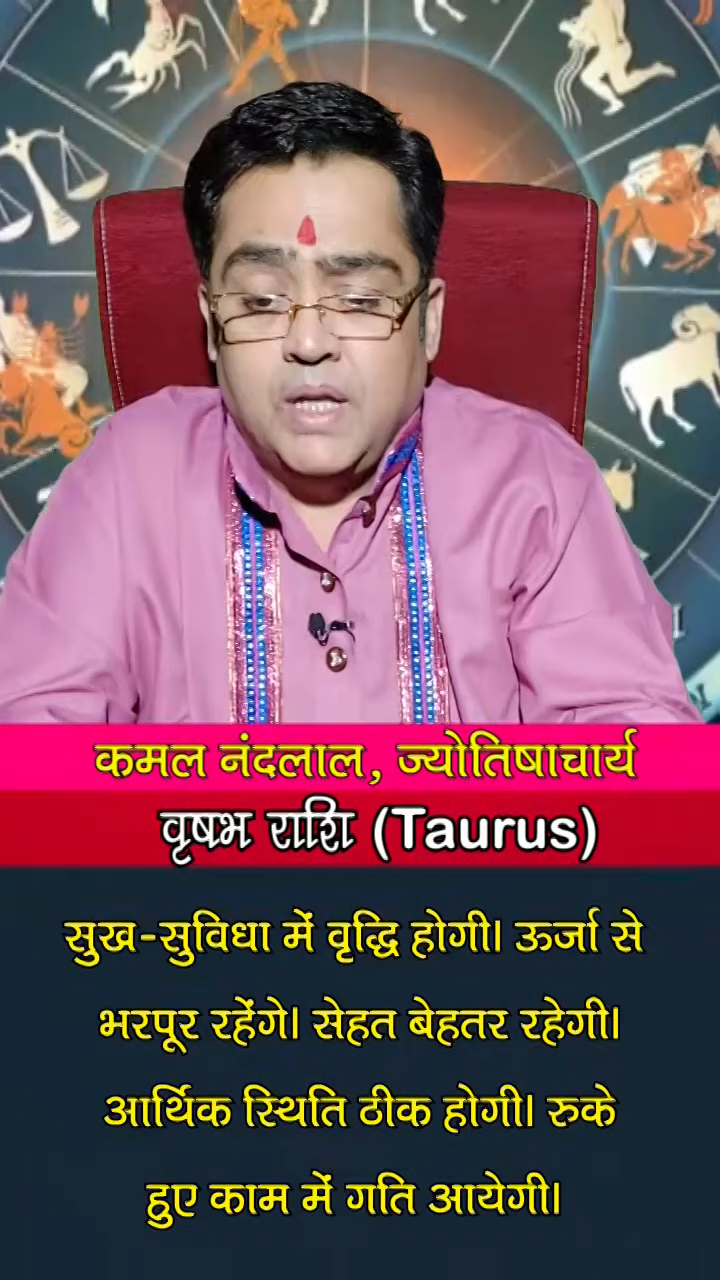 कमल नंदलाल, ज्योतिषाचार्य
वृषभ राशि (Taurus)
सुख-सुविधा में वृद्धि होगी। ऊर्जा से
भरपूर रहेंगे। सेहत बेहतर रहेगी।
आर्थिक स्थिति ठीक होगी। रुके
हुए काम में गति आयेगी।